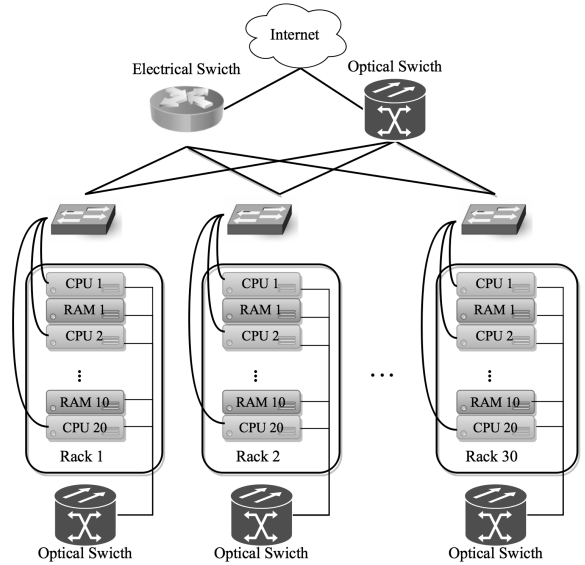 Internet
Electrical Swicth
Optical Swicth
CPU 1
RAM 1
CPU 2
RAM 10
CPU 20
Rack 1
Optical Swicth
CPU 1
RAM 1
CPU 2
RAM 10
CPU 20
Rack 2
Optical Swicth
CPU 1
RAM 1
CPU 2
RAM 10
CPU 20
Rack 30
Optical Swicth